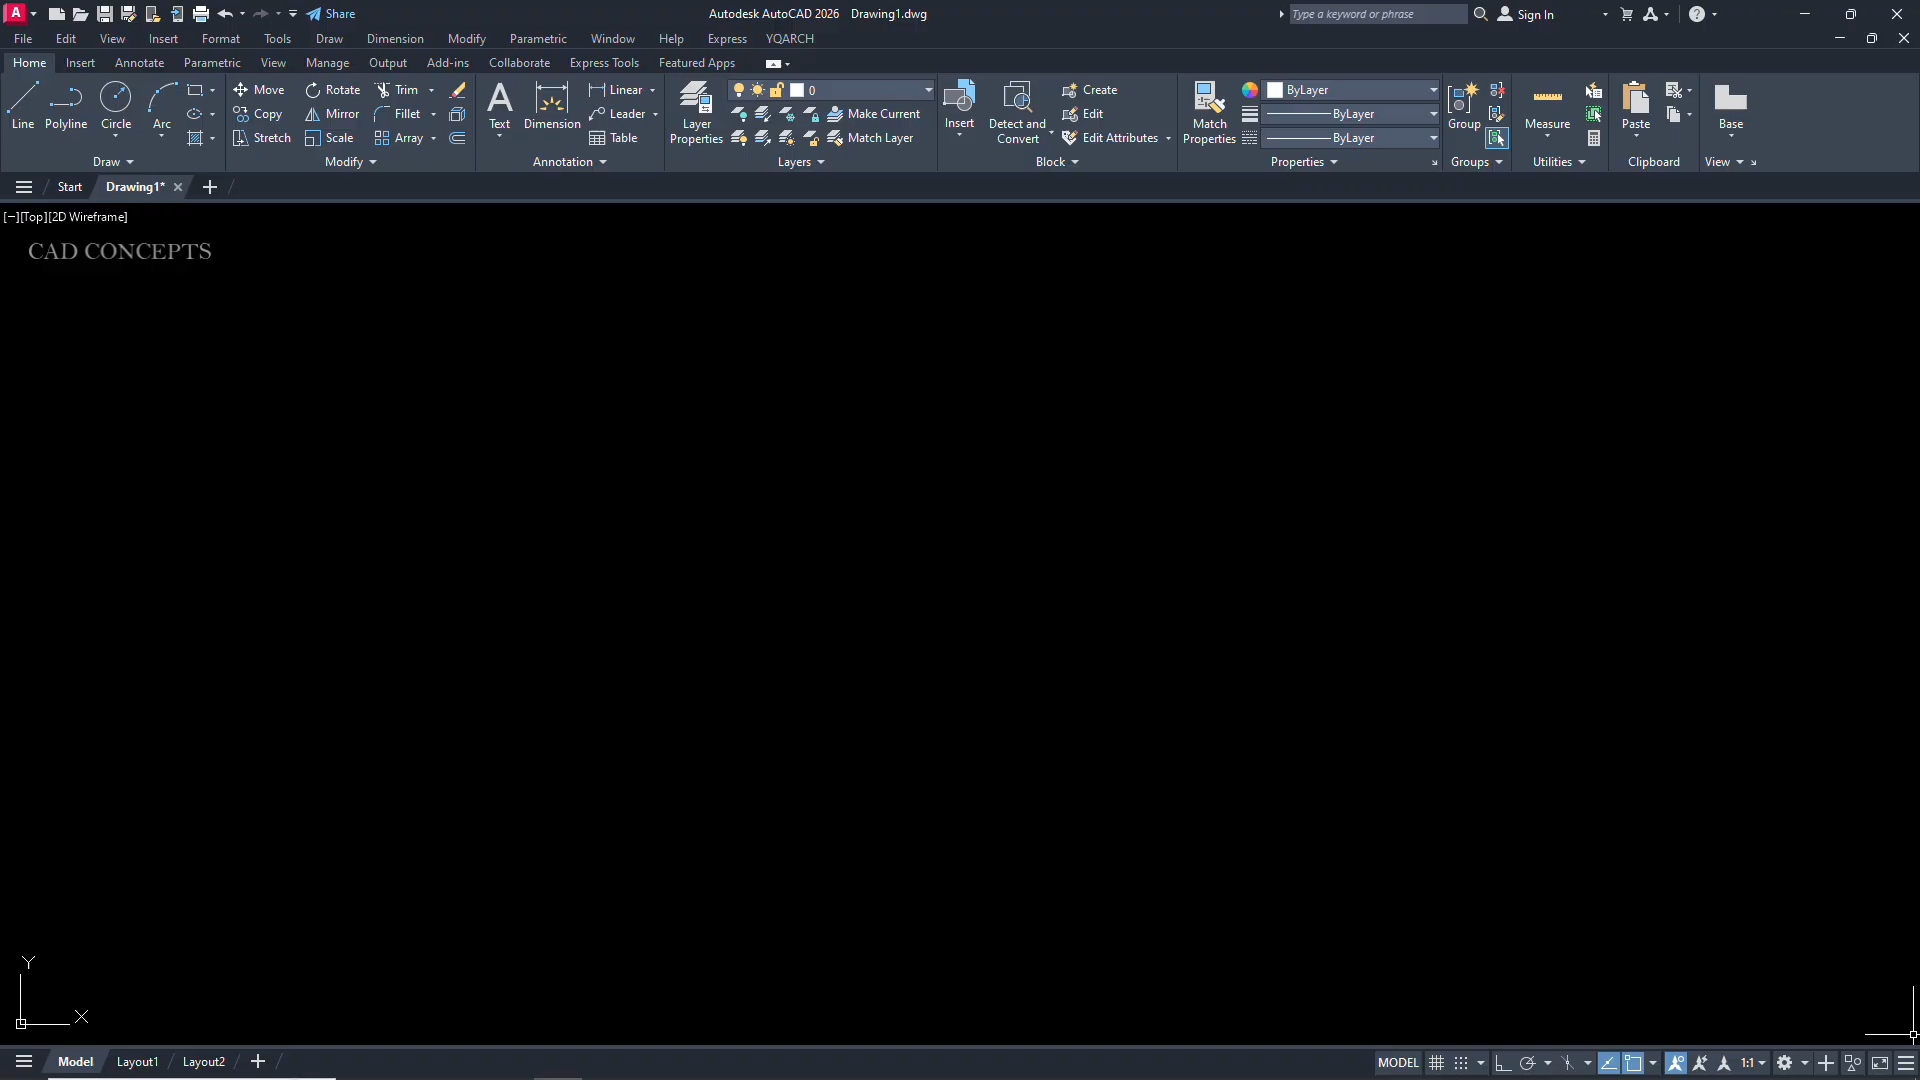 A Share Autodesk AutoCAD 2026 Drawing1.dwg Type a keyword or phrase Sign In ?
File Edit View Insert Format Tools Draw Dimension Modify Parametric Window Help Express YQARCH
Home Insert Annotate Parametric View Manage Output Add-ins Collaborate Express Tools Featured Apps
Move Rotate Trim Linear 0 Create ByLayer
Copy Mirror Fillet Leader Make Current Edit ByLayer
Line Polyline Circle Arc Text Dimension Layer Properties Insert Detect and Convert Match Properties Group Measure Paste Base
Stretch Scale Array Table Match Layer Edit Attributes ByLayer
Draw Modify Annotation Layers Block Properties Groups Utilities Clipboard View
Start Drawing1*
[−][Top][2D Wireframe]
CAD CONCEPTS
Y
X
Model Layout1 Layout2 MODEL 1:1